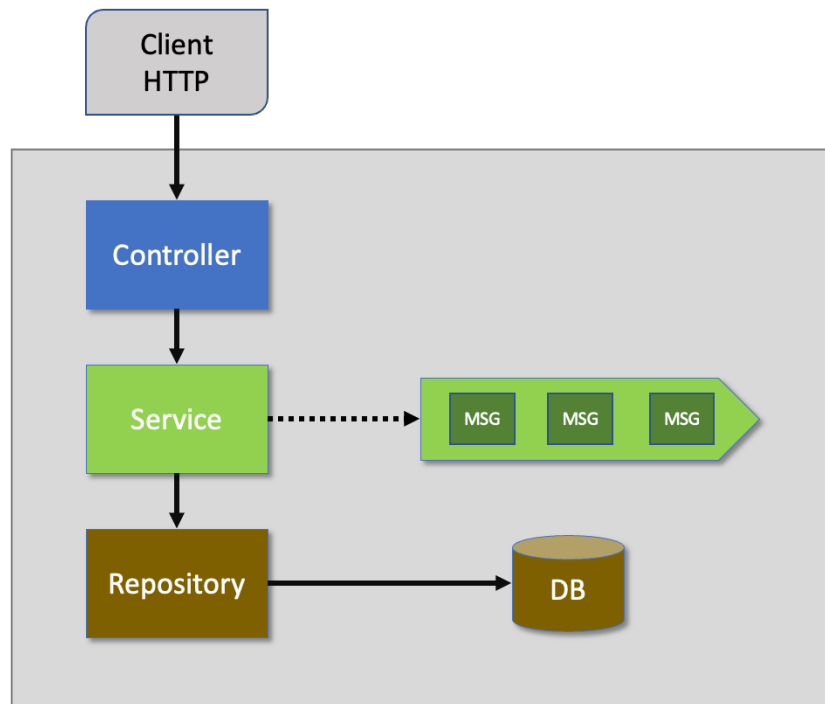 Client
HTTP
Controller
Service
MSG
MSG
MSG
Repository
DB